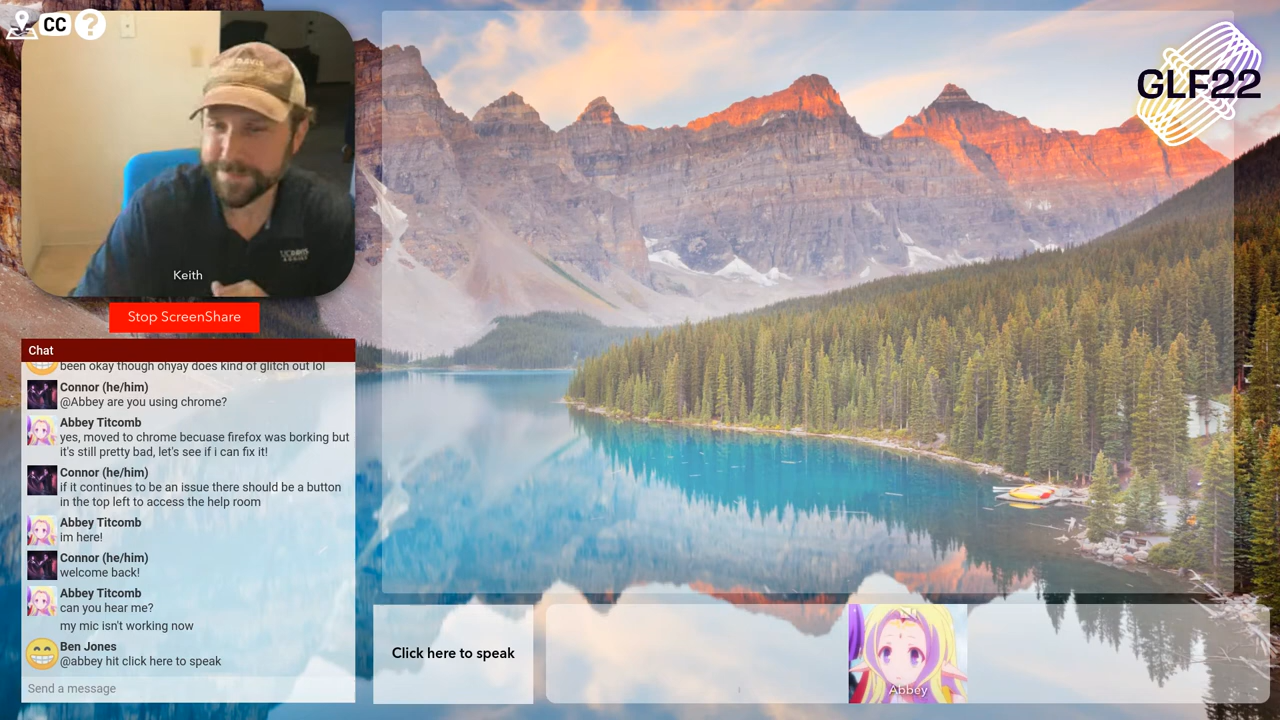 CC
?
GLF22
Keith
Stop ScreenShare
Chat
been okay though ohyay does kind of glitch out lol
Connor (he/him)
@Abbey are you using chrome?
Abbey Titcomb
yes, moved to chrome becuase firefox was borking but
it's still pretty bad, let's see if i can fix it!
Connor (he/him)
if it continues to be an issue there should be a button
in the top left to access the help room
Abbey Titcomb
im here!
Connor (he/him)
welcome back!
Abbey Titcomb
can you hear me?
my mic isn't working now
Ben Jones
@abbey hit click here to speak
Send a message
Click here to speak
Abbey